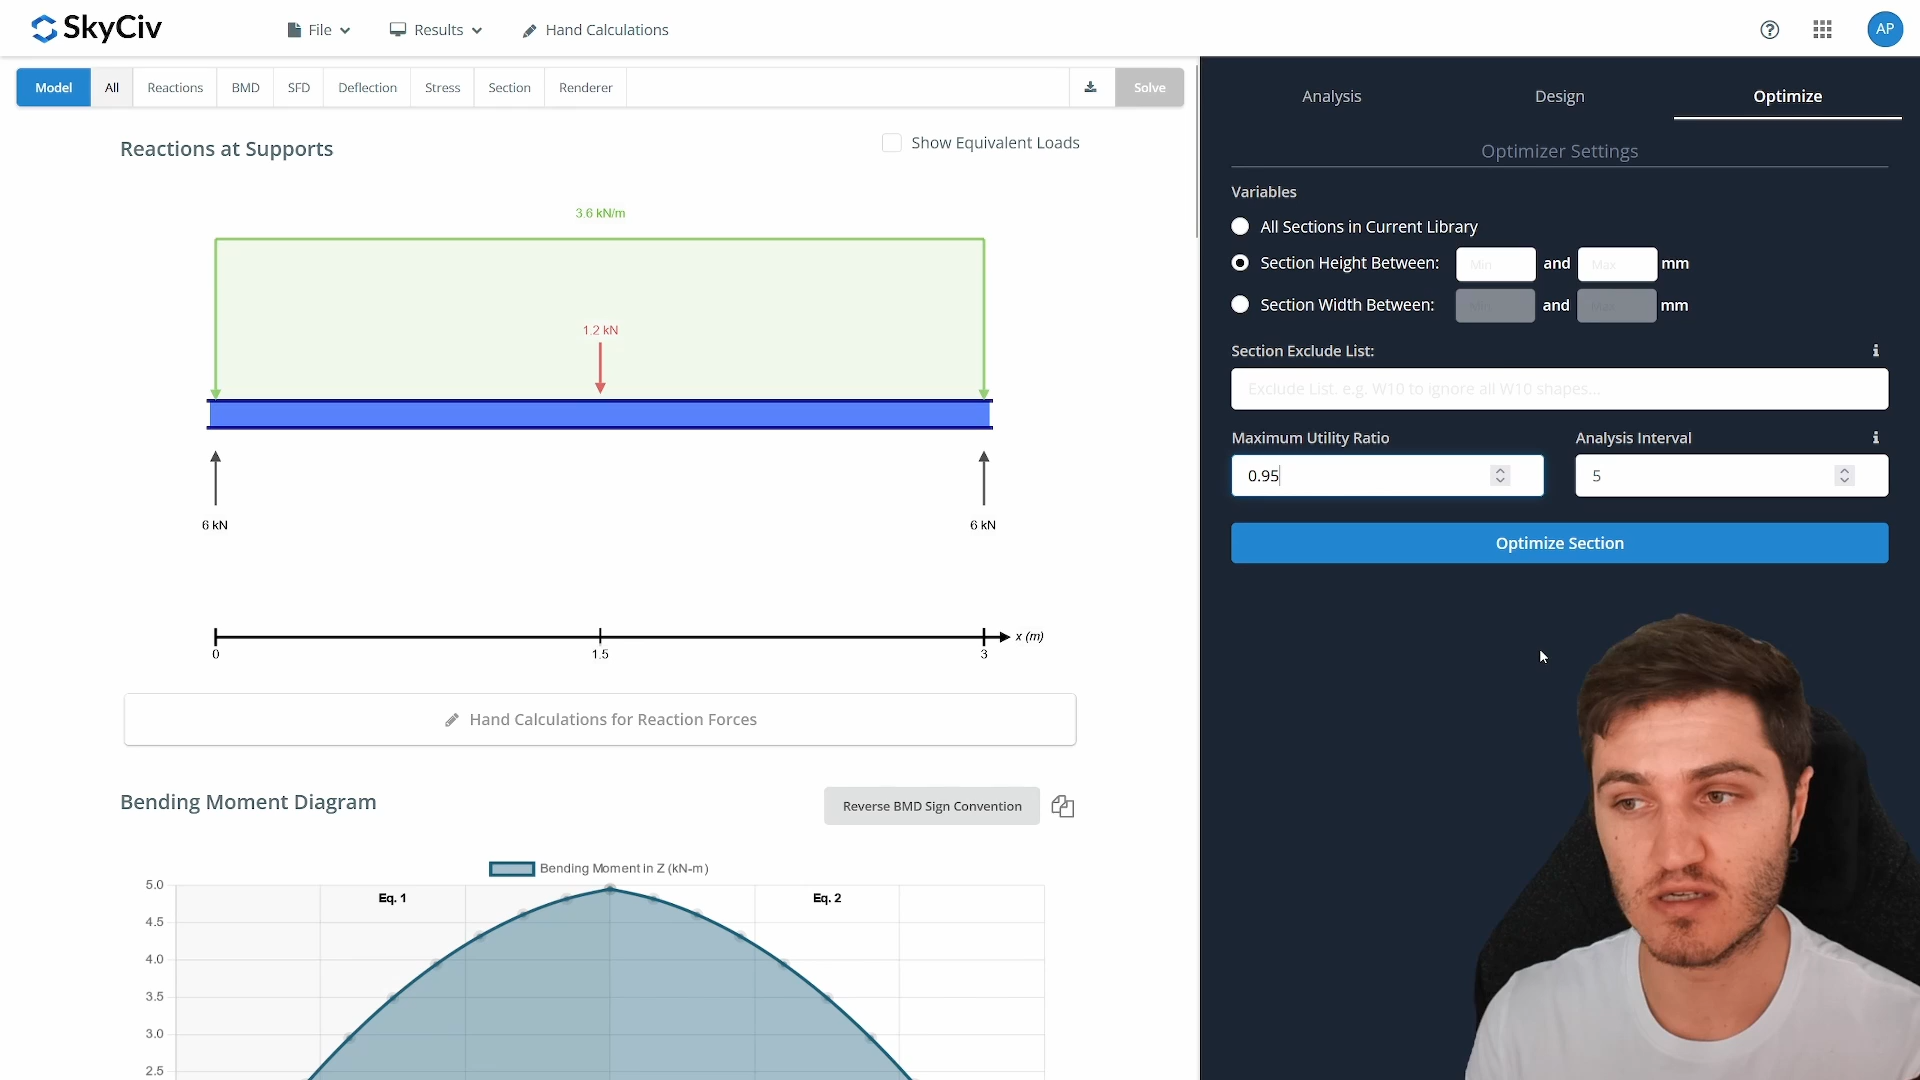 SkyCiv
File
Results
Hand Calculations
AP
Model
All
Reactions
BMD
SFD
Deflection
Stress
Section
Renderer
Solve
Analysis
Design
Optimize
Reactions at Supports
Show Equivalent Loads
3.6 kN/m
1.2 kN
6 kN
6 kN
x (m)
0
1.5
3
Hand Calculations for Reaction Forces
Bending Moment Diagram
Reverse BMD Sign Convention
Bending Moment in Z (kN-m)
Eq. 1
Eq. 2
5.0
4.5
4.0
3.5
3.0
2.5
Optimizer Settings
Variables
All Sections in Current Library
Section Height Between: Min and Max mm
Section Width Between: Min and Max mm
Section Exclude List:
Exclude List. e.g. W10 to ignore all W10 shapes...
Maximum Utility Ratio
Analysis Interval
0.95
5
Optimize Section